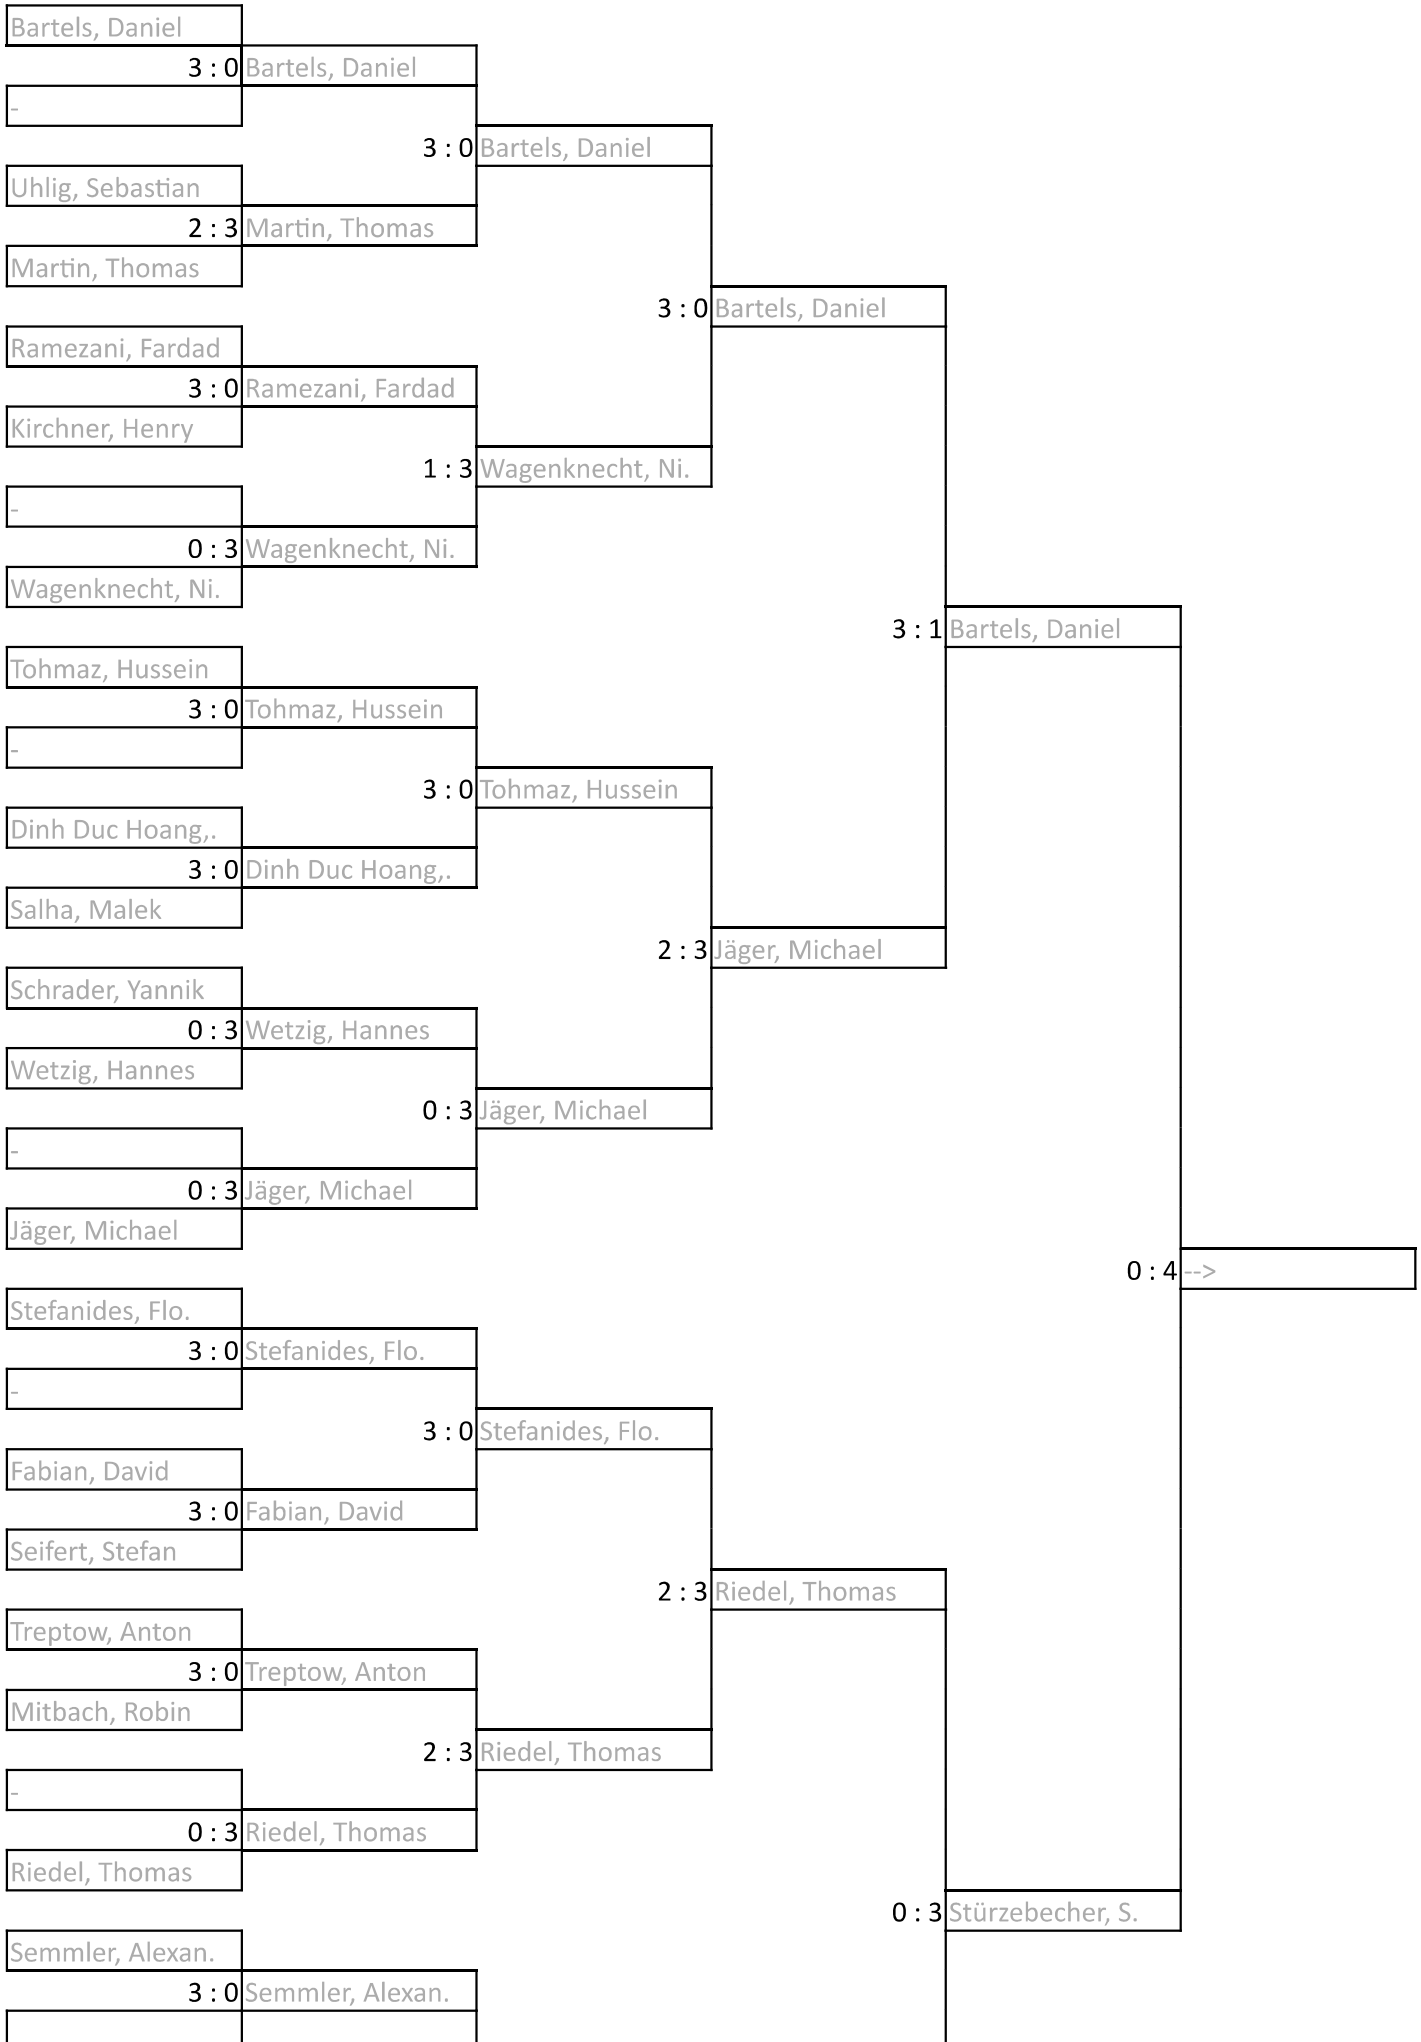 Bartels, Daniel
3 : 0 Bartels, Daniel
-
3 : 0 Bartels, Daniel
Uhlig, Sebastian
2 : 3 Martin, Thomas
Martin, Thomas
3 : 0 Bartels, Daniel
Ramezani, Fardad
3 : 0 Ramezani, Fardad
Kirchner, Henry
1 : 3 Wagenknecht, Ni.
-
0 : 3 Wagenknecht, Ni.
Wagenknecht, Ni.
3 : 1 Bartels, Daniel
Tohmaz, Hussein
3 : 0 Tohmaz, Hussein
-
3 : 0 Tohmaz, Hussein
Dinh Duc Hoang,.
3 : 0 Dinh Duc Hoang,.
Salha, Malek
2 : 3 Jäger, Michael
Schrader, Yannik
0 : 3 Wetzig, Hannes
Wetzig, Hannes
0 : 3 Jäger, Michael
-
0 : 3 Jäger, Michael
Jäger, Michael
0 : 4 -->
Stefanides, Flo.
3 : 0 Stefanides, Flo.
-
3 : 0 Stefanides, Flo.
Fabian, David
3 : 0 Fabian, David
Seifert, Stefan
2 : 3 Riedel, Thomas
Treptow, Anton
3 : 0 Treptow, Anton
Mitbach, Robin
2 : 3 Riedel, Thomas
-
0 : 3 Riedel, Thomas
Riedel, Thomas
0 : 3 Stürzebecher, S.
Semmler, Alexan.
3 : 0 Semmler, Alexan.